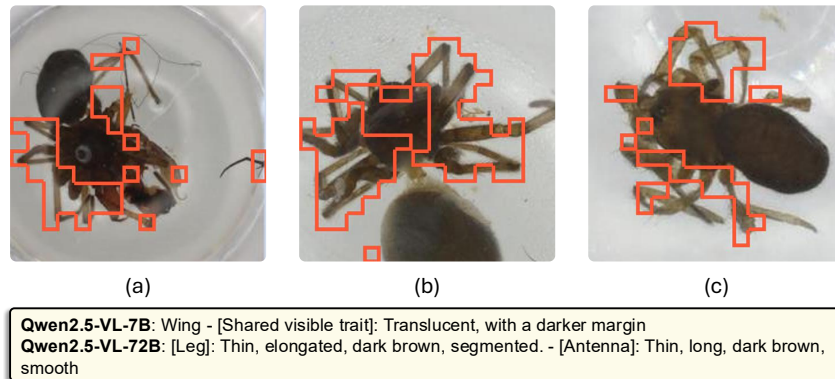 (a)
(b)
(c)
Qwen2.5-VL-7B: Wing - [Shared visible trait]: Translucent, with a darker margin
Qwen2.5-VL-72B: [Leg]: Thin, elongated, dark brown, segmented. - [Antenna]: Thin, long, dark brown,
smooth